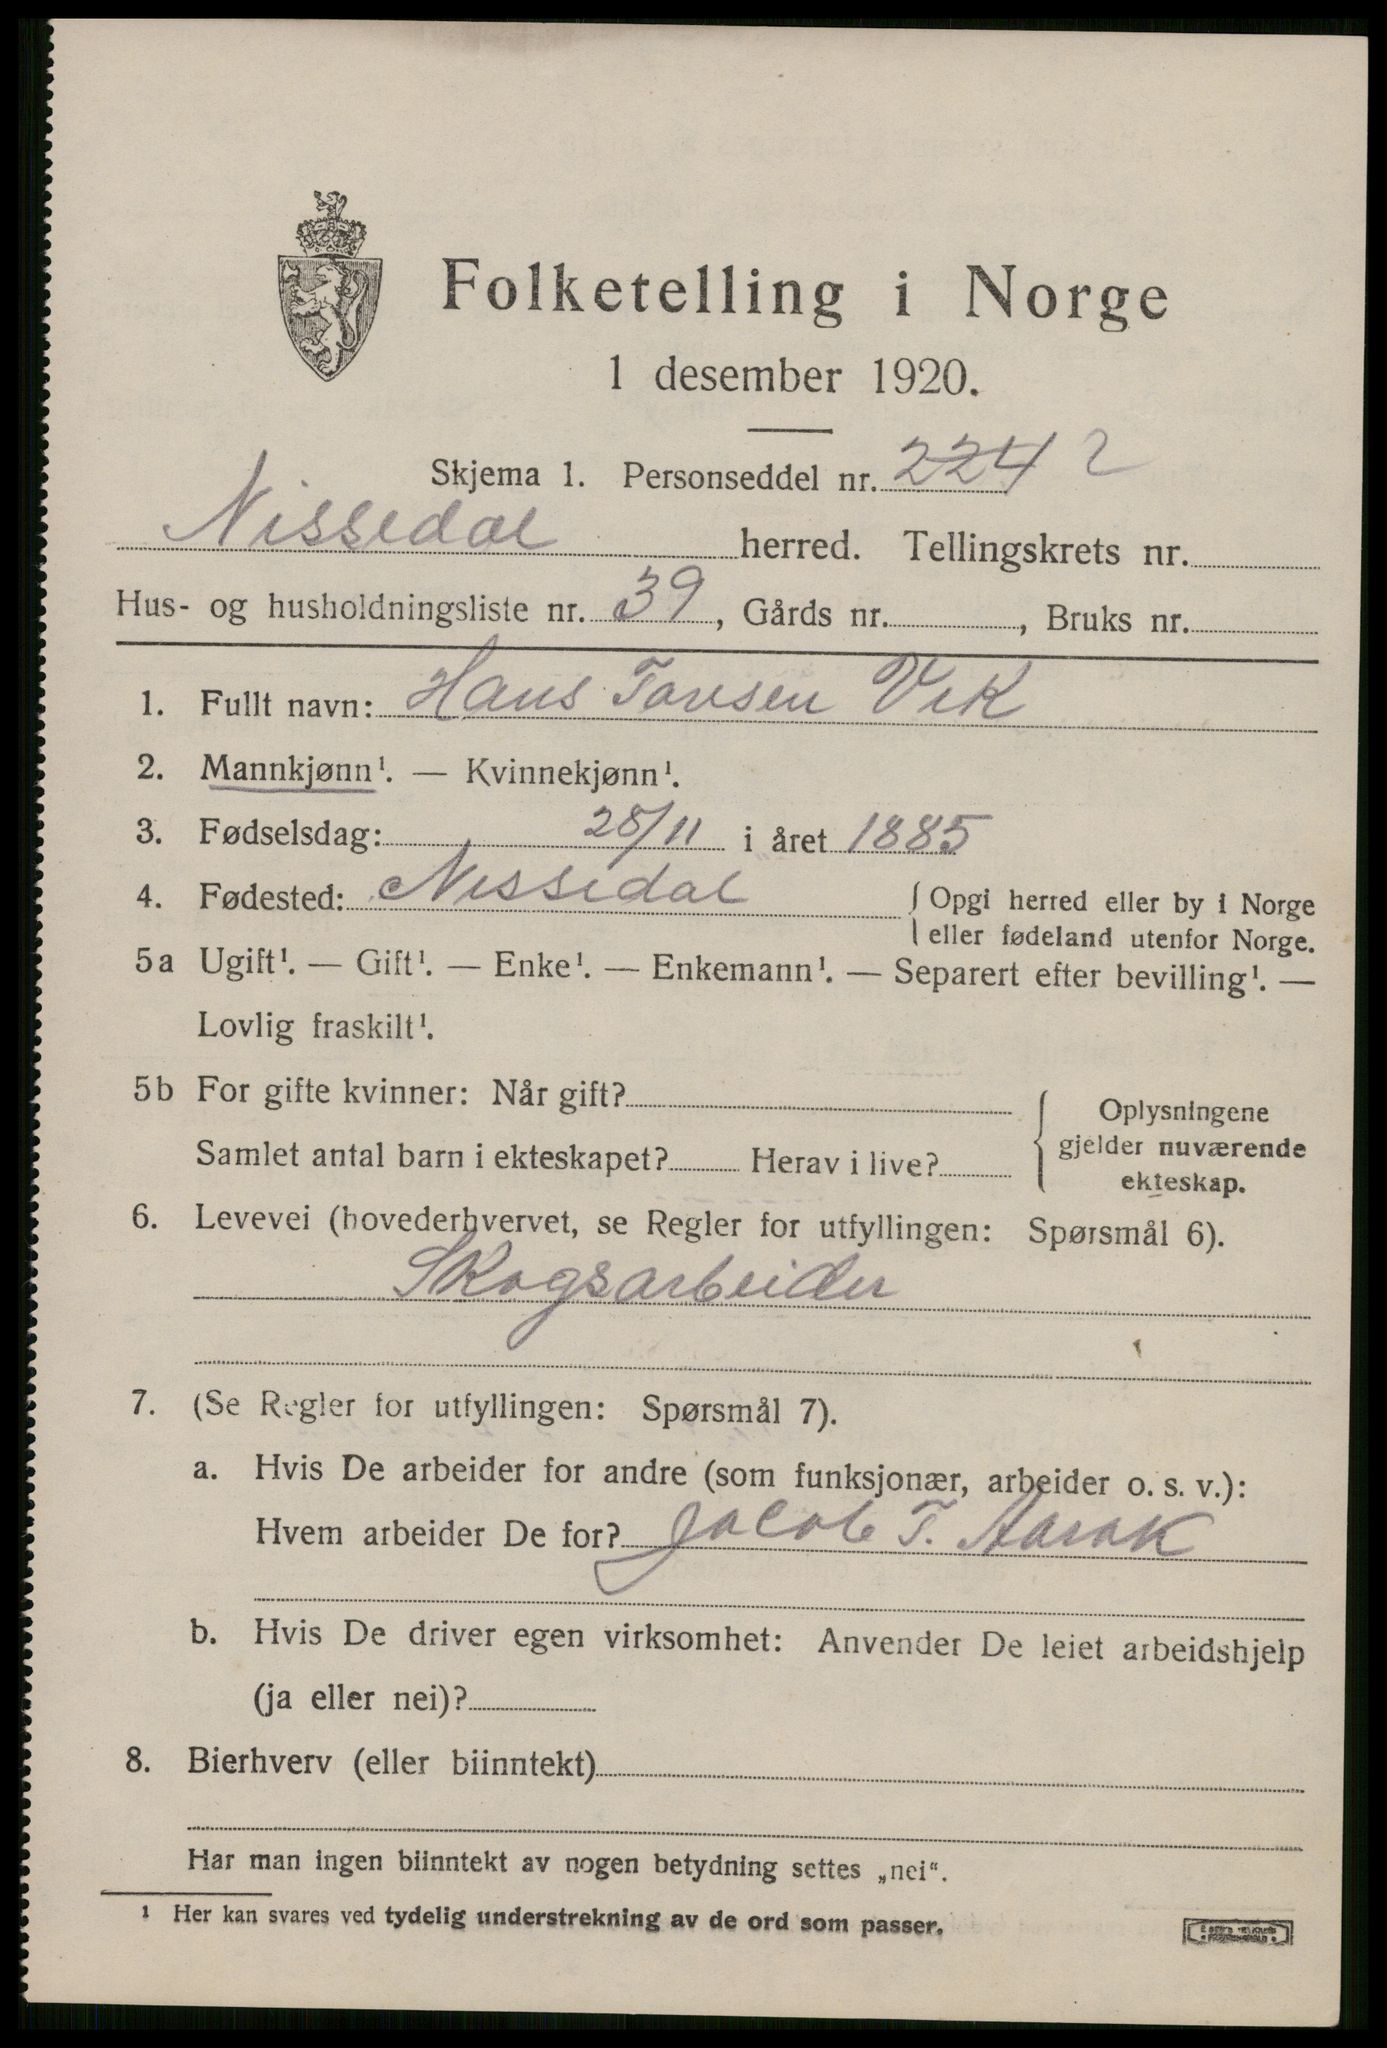 Folketelling i Norge
1 desember 1920.
Skjema 1. Personseddel nr. 224 2
Nissedal herred. Tellingskrets nr.
Hus- og husholdningsliste nr. 39, Gårds nr. , Bruks nr.
1. Fullt navn: Hans Tovsen Vik
2. Mannkjønn¹. — Kvinnekjønn¹.
3. Fødselsdag: 28/11 i året 1885
4. Fødested: Nissedal { Opgi herred eller by i Norge
eller fødeland utenfor Norge.
5a Ugift¹. — Gift¹. — Enke¹. — Enkemann¹. — Separert efter bevilling¹. —
Lovlig fraskilt¹.
5b For gifte kvinner: Når gift?
Samlet antal barn i ekteskapet? Herav i live?
Oplysningene
gjelder nuværende
ekteskap.
6. Levevei (hovederhvervet, se Regler for utfyllingen: Spørsmål 6).
Skogsarbeider
7. (Se Regler for utfyllingen: Spørsmål 7).
a. Hvis De arbeider for andre (som funksjonær, arbeider o. s. v.):
Hvem arbeider De for? Jacob T. Aarak
b. Hvis De driver egen virksomhet: Anvender De leiet arbeidshjelp
(ja eller nei)?
8. Bierhverv (eller biinntekt)
Har man ingen biinntekt av nogen betydning settes „nei“.
¹ Her kan svares ved tydelig understrekning av de ord som passer.